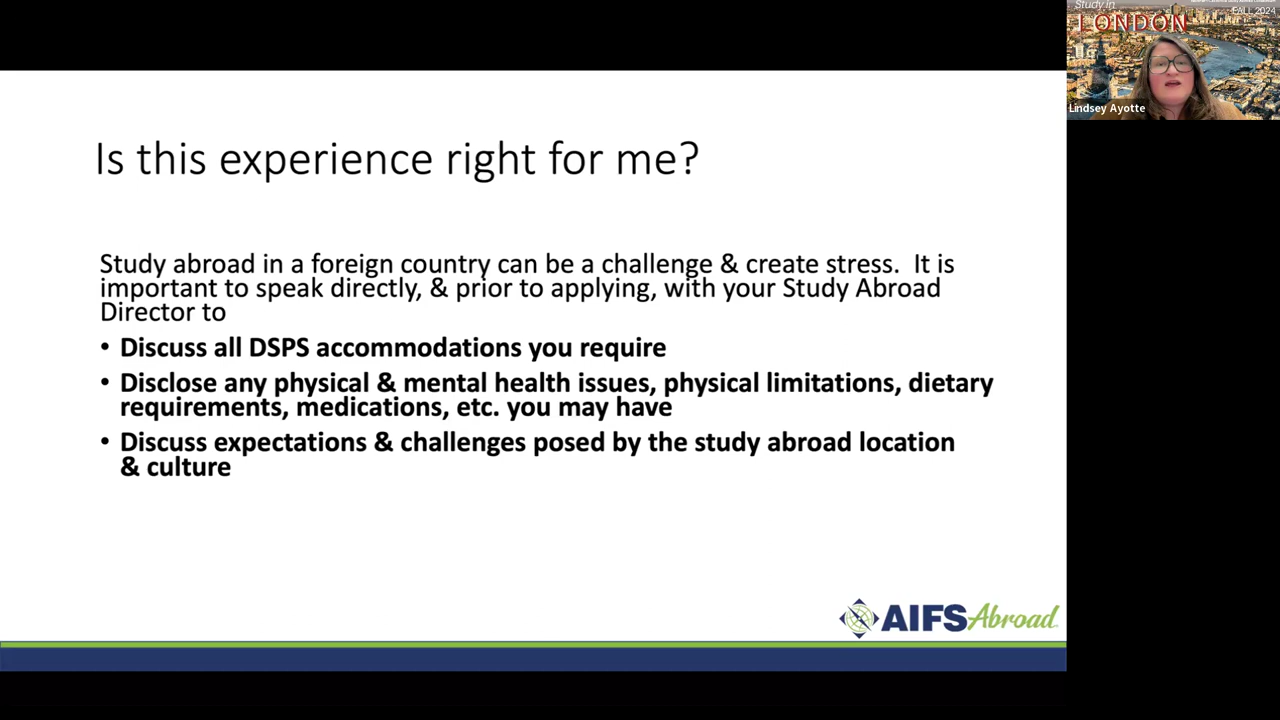 Is this experience right for me?
Study abroad in a foreign country can be a challenge & create stress.  It is
important to speak directly, & prior to applying, with your Study Abroad
Director to
• Discuss all DSPS accommodations you require
• Disclose any physical & mental health issues, physical limitations, dietary
requirements, medications, etc. you may have
• Discuss expectations & challenges posed by the study abroad location
& culture
AIFS Abroad
Study in
FALL 2024
LONDON
Lindsey Ayotte